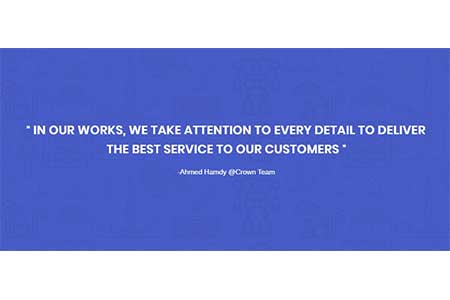 " IN OUR WORKS, WE TAKE ATTENTION TO EVERY DETAIL TO DELIVER
THE BEST SERVICE TO OUR CUSTOMERS "
-Ahmed Hamdy @Crown Team